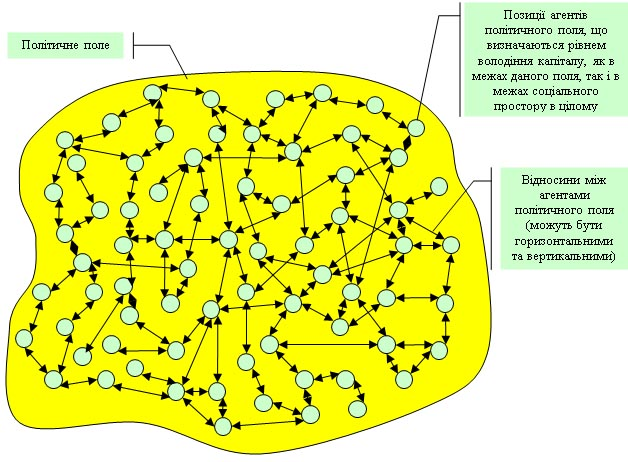 Політичне поле
Позиції агентів
політичного поля, що
визначаються рівнем
володіння капіталу, як в
межах даного поля, так і в
межах соціального
простору в цілому
Відносини між
агентами
політичного поля
(можуть бути
горизонтальними
та вертикальними)